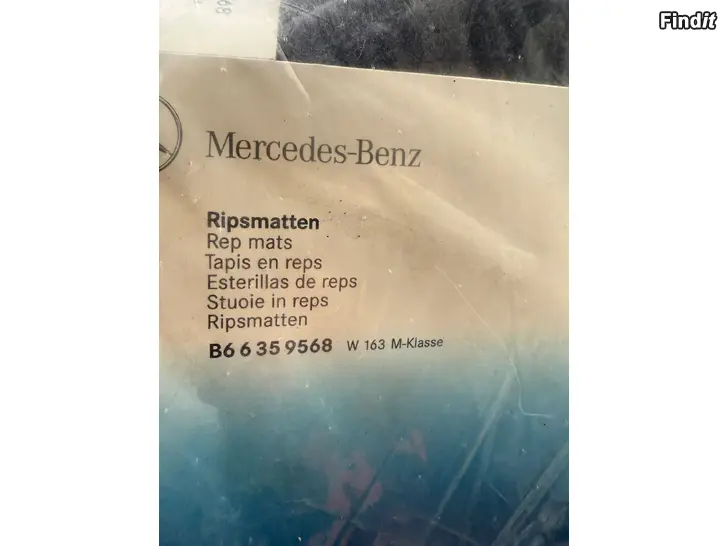 Findit
68
Mercedes-Benz
Ripsmatten
Rep mats
Tapis en reps
Esterillas de reps
Stuoie in reps
Ripsmatten
B6 6 35 9568 W 163 M-Klasse